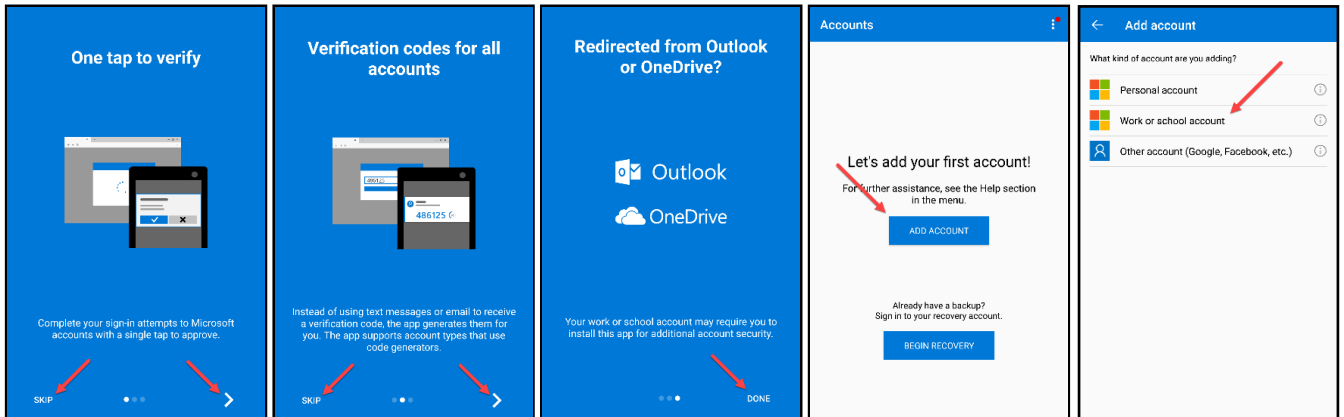 One tap to verify
Complete your sign-in attempts to Microsoft
accounts with a single tap to approve.
SKIP
Verification codes for all
accounts
486125
486125
Instead of using text messages or email to receive
a verification code, the app generates them for
you. The app supports account types that use
code generators.
SKIP
Redirected from Outlook
or OneDrive?
Outlook
OneDrive
Your work or school account may require you to
install this app for additional account security.
DONE
Accounts
Let's add your first account!
For further assistance, see the Help section
in the menu.
ADD ACCOUNT
Already have a backup?
Sign in to your recovery account.
BEGIN RECOVERY
Add account
What kind of account are you adding?
Personal account
Work or school account
Other account (Google, Facebook, etc.)